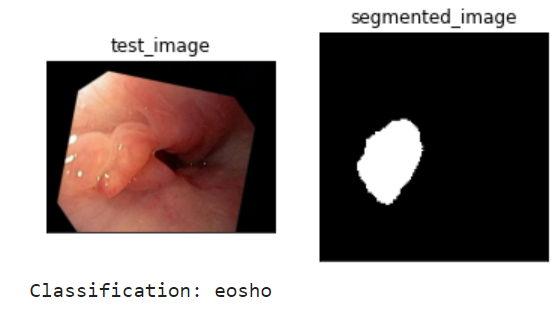 test_image
segmented_image
Classification: eosho